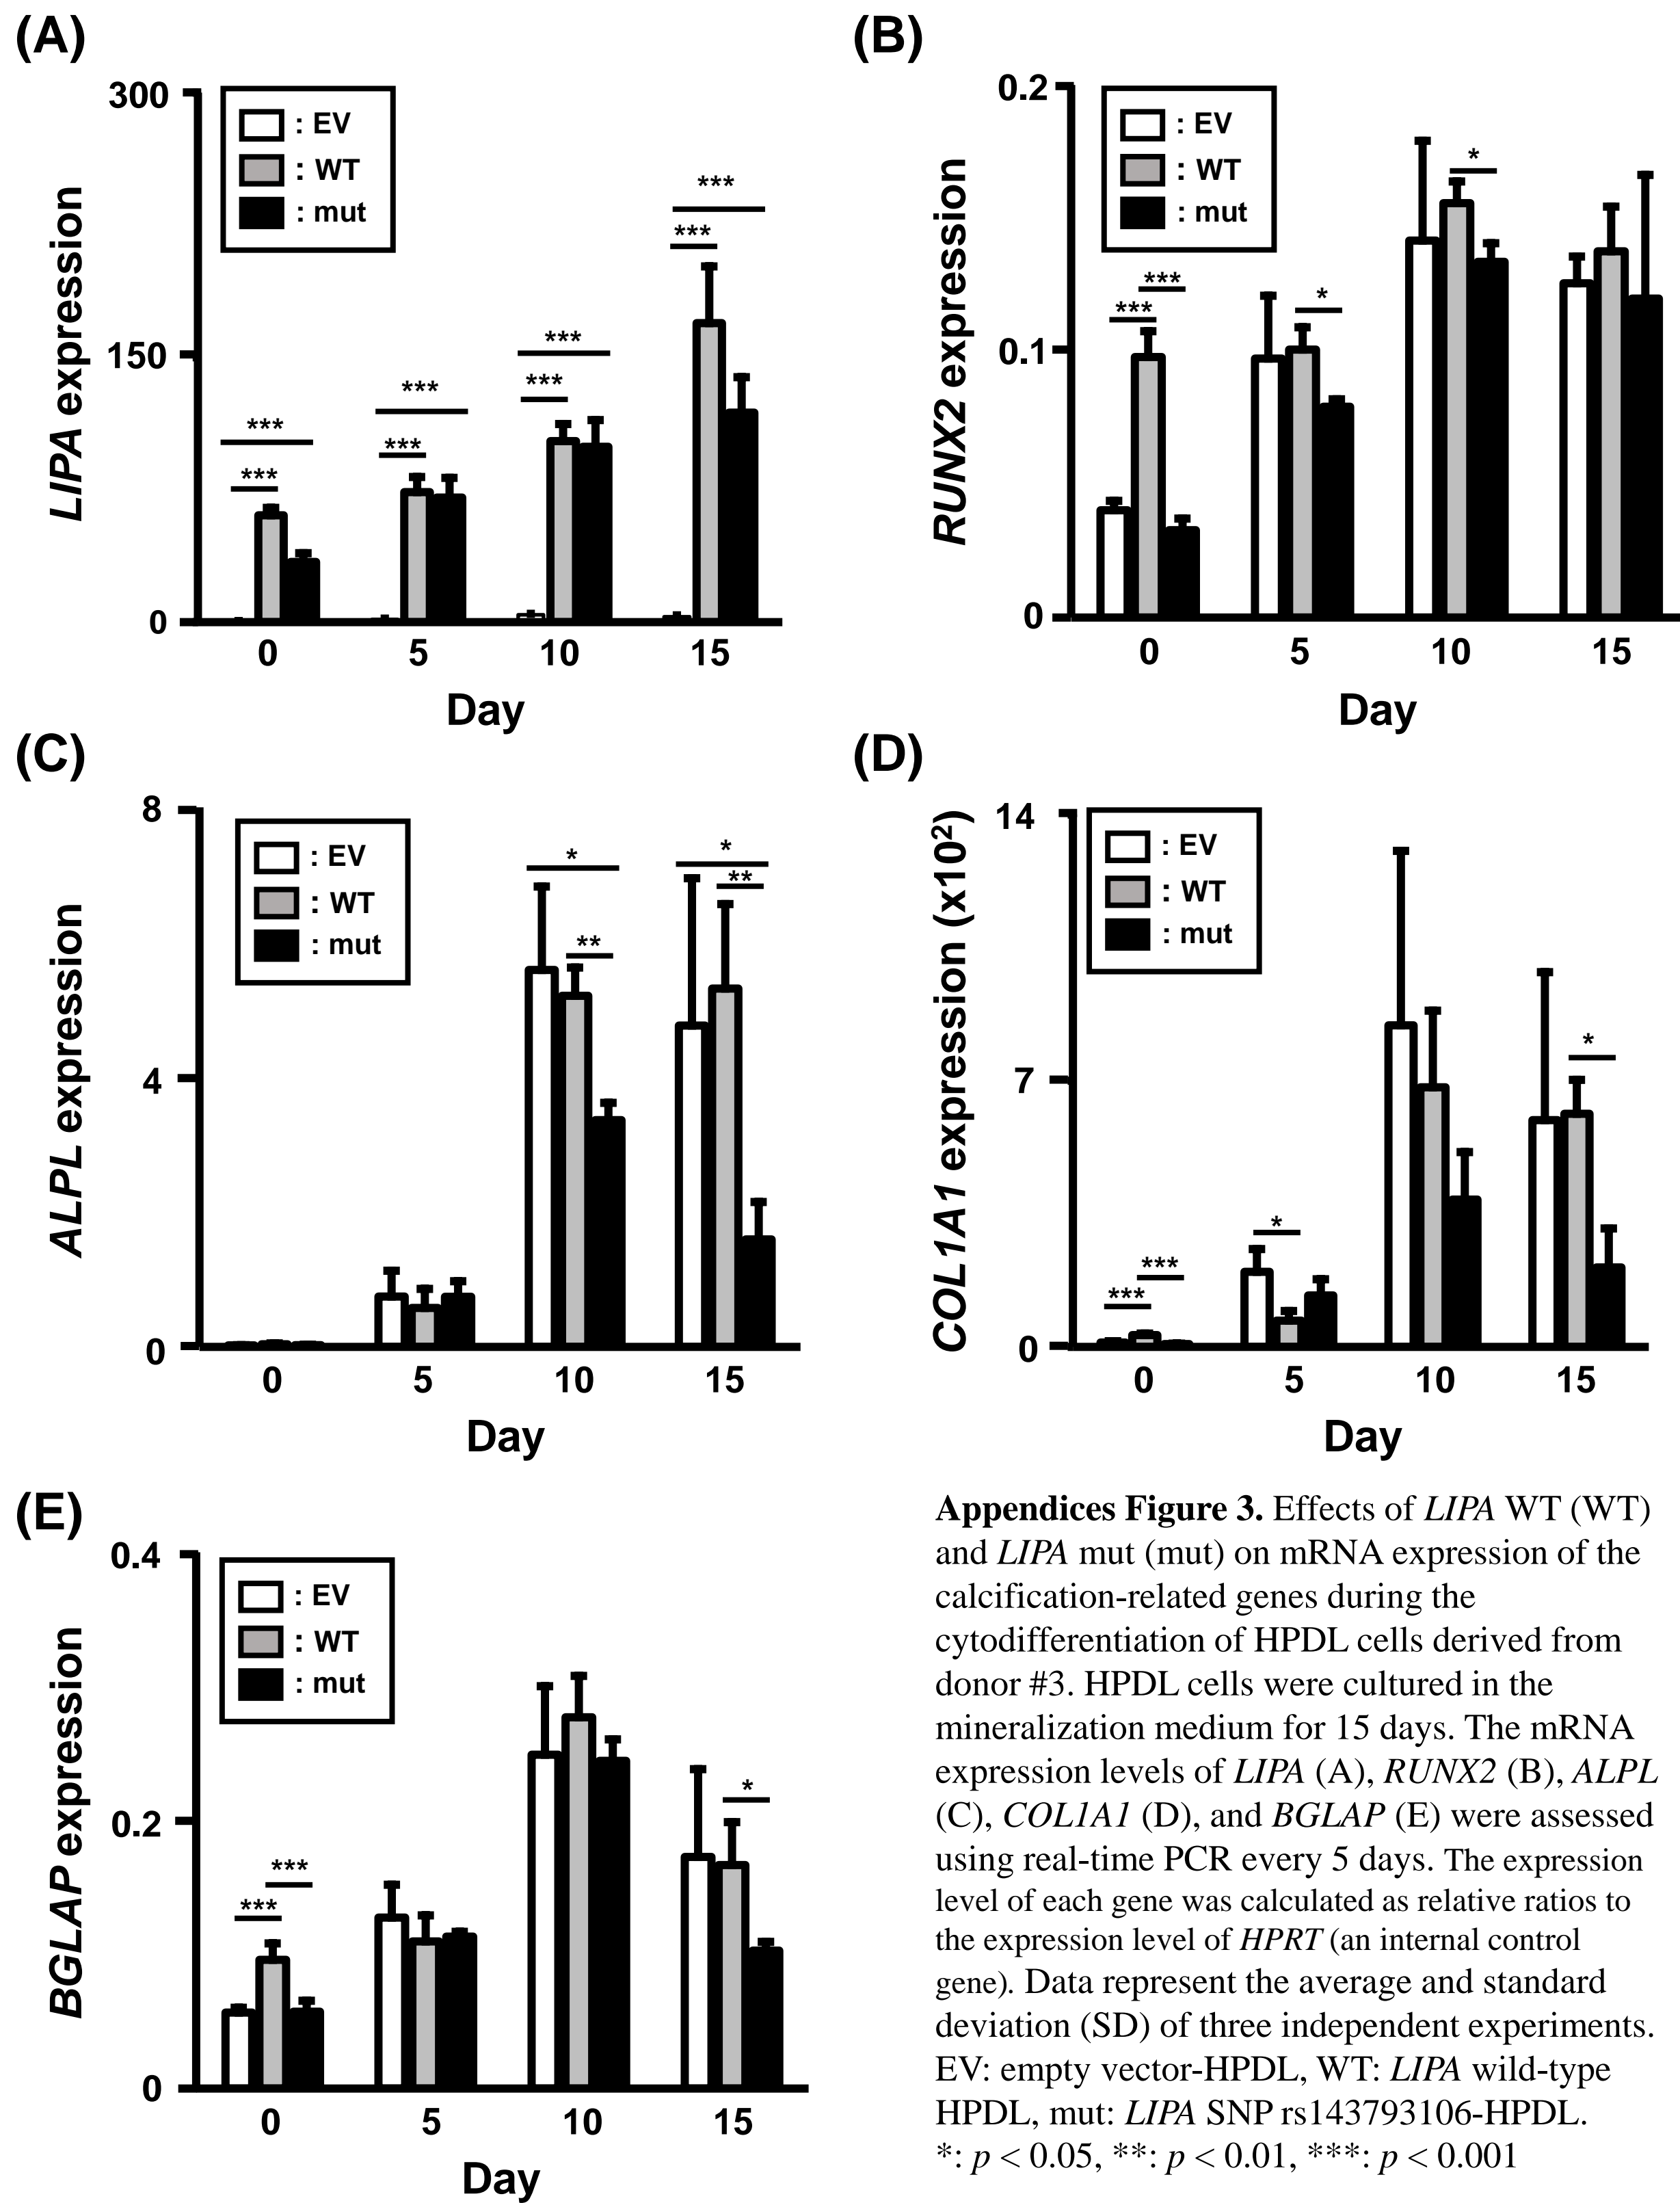 (A)
300
150
0
LIPA expression
: EV
: WT
: mut
***
***
***
***
***
***
***
***
0 5 10 15
Day
(B)
0.2
0.1
0
RUNX2 expression
: EV
: WT
: mut
***
***
*
*
0 5 10 15
Day
(C)
8
4
0
ALPL expression
: EV
: WT
: mut
*
**
*
**
0 5 10 15
Day
(D)
14
7
0
COL1A1 expression (x10²)
: EV
: WT
: mut
***
***
*
*
0 5 10 15
Day
(E)
0.4
0.2
0
BGLAP expression
: EV
: WT
: mut
***
***
*
0 5 10 15
Day
Appendices Figure 3. Effects of LIPA WT (WT)
and LIPA mut (mut) on mRNA expression of the
calcification-related genes during the
cytodifferentiation of HPDL cells derived from
donor #3. HPDL cells were cultured in the
mineralization medium for 15 days. The mRNA
expression levels of LIPA (A), RUNX2 (B), ALPL
(C), COL1A1 (D), and BGLAP (E) were assessed
using real-time PCR every 5 days. The expression
level of each gene was calculated as relative ratios to
the expression level of HPRT (an internal control
gene). Data represent the average and standard
deviation (SD) of three independent experiments.
EV: empty vector-HPDL, WT: LIPA wild-type
HPDL, mut: LIPA SNP rs143793106-HPDL.
*: p < 0.05, **: p < 0.01, ***: p < 0.001